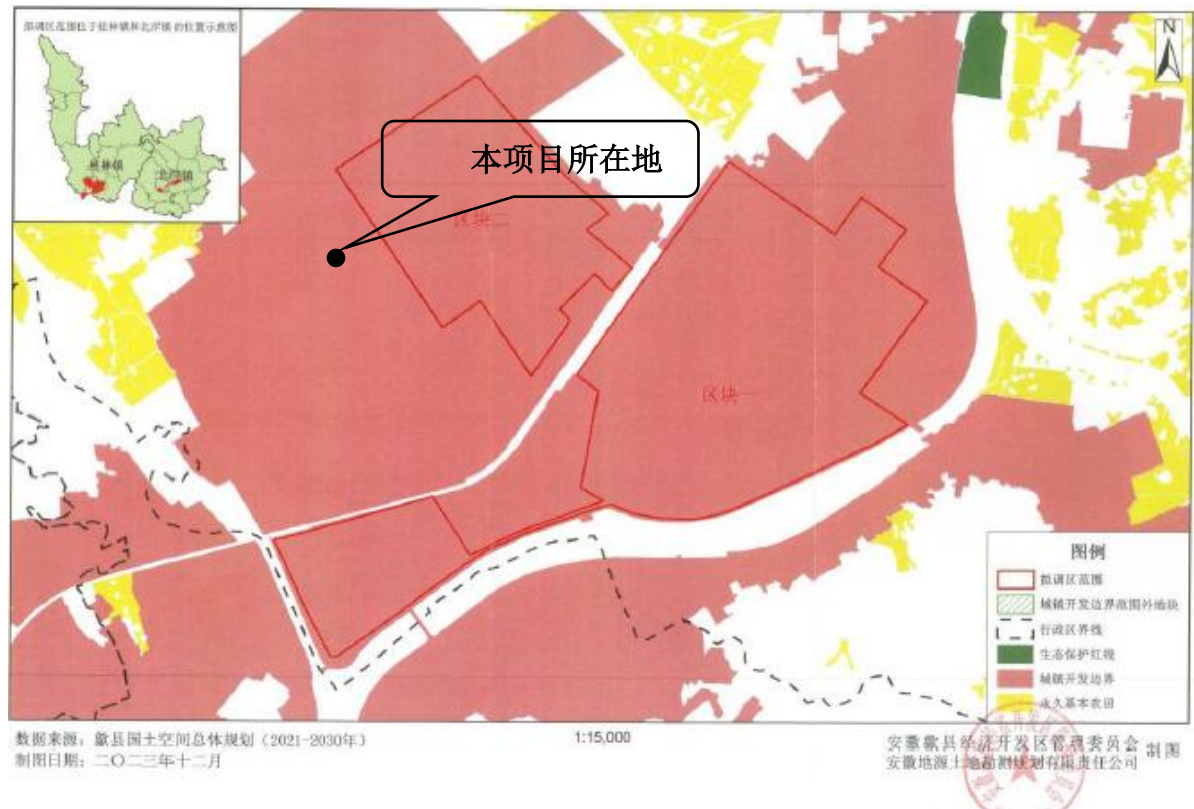 拟调区范围位于桂林镇和北岸镇的位置示意图
N
桂林镇
北岸镇
本项目所在地
区块二
区块一
图例
拟调区范围
城镇开发边界范围外地块
行政区界线
生态保护红线
城镇开发边界
永久基本农田
数据来源：歙县国土空间总体规划（2021-2030年）
1:15,000
安徽歙县经济开发区管理委员会
安徽地源土地勘测规划有限责任公司
制图
制图日期：二〇二三年十二月